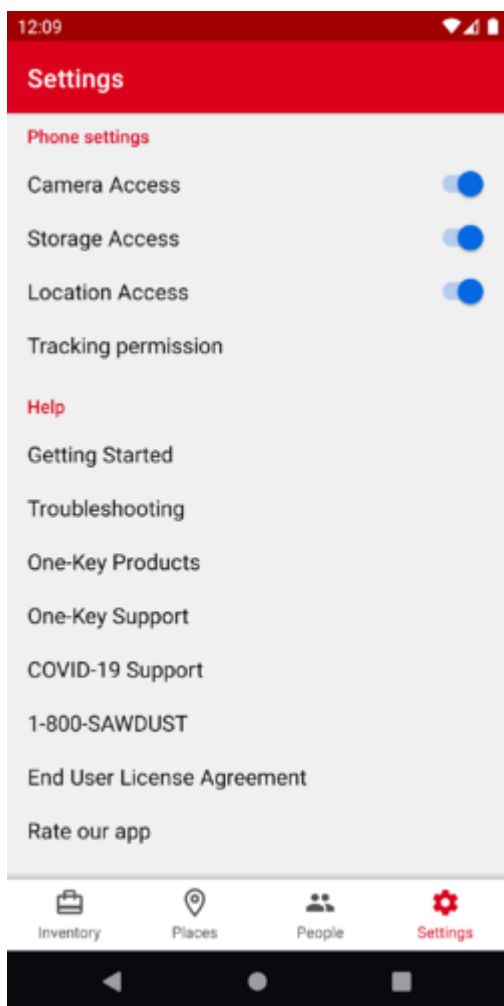 12:09
Settings
Phone settings
Camera Access
Storage Access
Location Access
Tracking permission
Help
Getting Started
Troubleshooting
One-Key Products
One-Key Support
COVID-19 Support
1-800-SAWDUST
End User License Agreement
Rate our app
Inventory Places People Settings